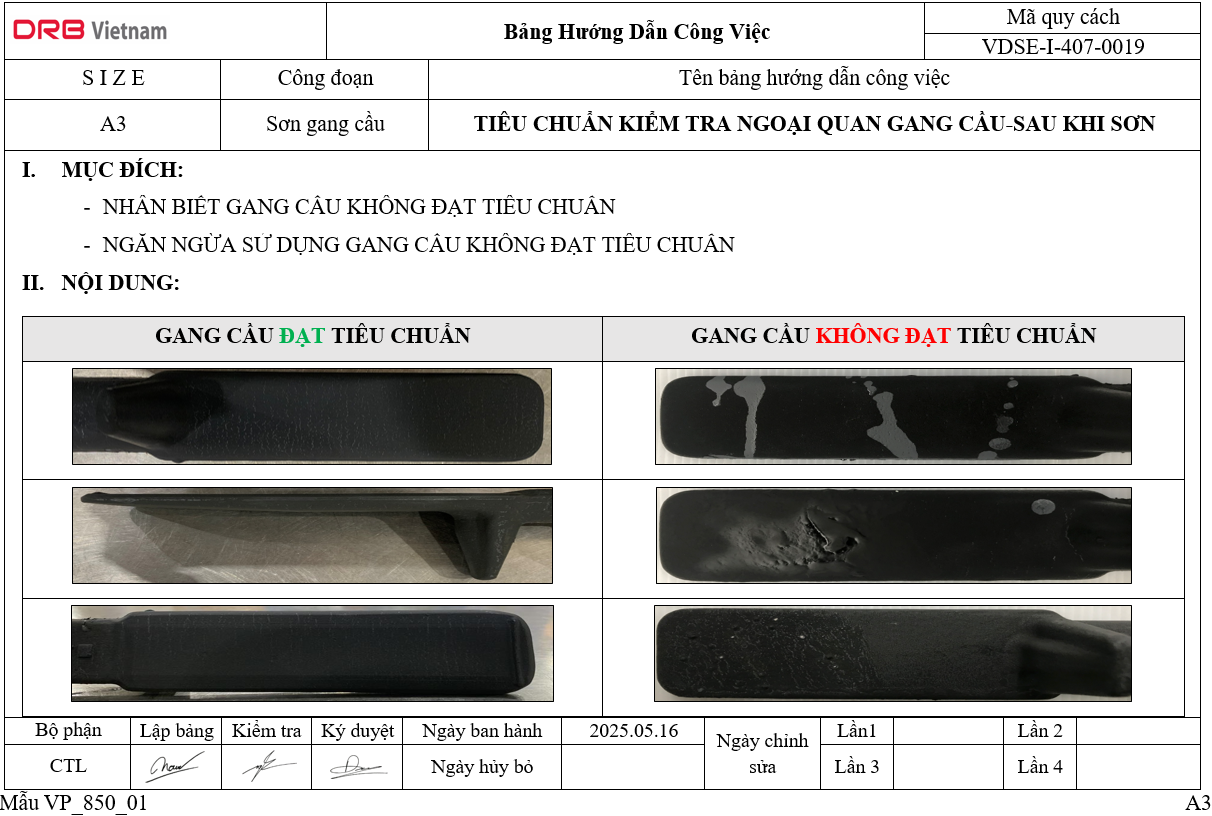 DRB Vietnam
Bảng Hướng Dẫn Công Việc
Mã quy cách
VDSE-I-407-0019
S I Z E
Công đoạn
Tên bảng hướng dẫn công việc
A3
Sơn gang cầu
TIÊU CHUẨN KIỂM TRA NGOẠI QUAN GANG CẦU-SAU KHI SƠN
I. MỤC ĐÍCH:
- NHẬN BIẾT GANG CẦU KHÔNG ĐẠT TIÊU CHUẨN
- NGĂN NGỪA SỬ DỤNG GANG CẦU KHÔNG ĐẠT TIÊU CHUẨN
II. NỘI DUNG:
GANG CẦU ĐẠT TIÊU CHUẨN
GANG CẦU KHÔNG ĐẠT TIÊU CHUẨN
Bộ phận
Lập bảng
Kiểm tra
Ký duyệt
Ngày ban hành
2025.05.16
Ngày chỉnh
sửa
Lần1
Lần 2
CTL
Ngày hủy bỏ
Lần 3
Lần 4
Mẫu VP_850_01
A3